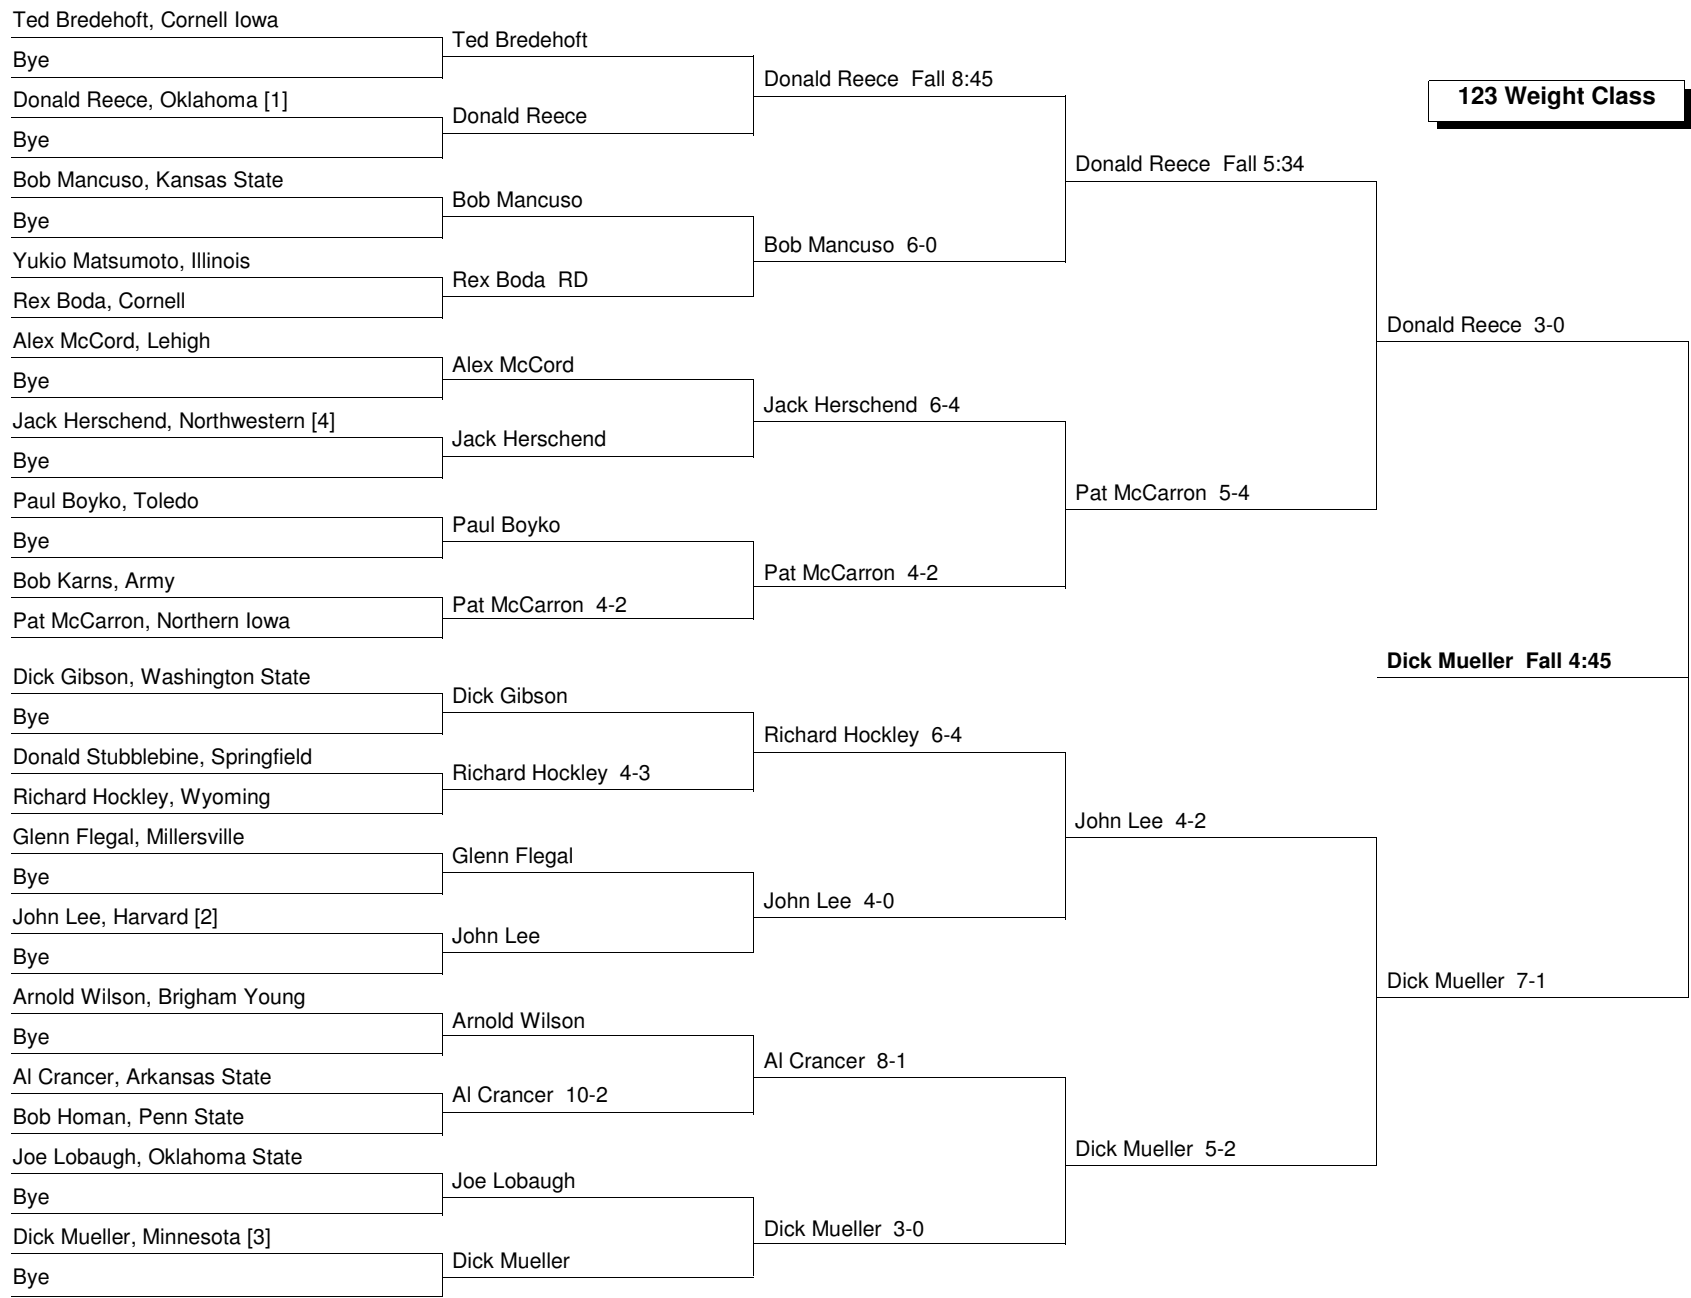 Ted Bredehoft, Cornell Iowa
Bye
Donald Reece, Oklahoma [1]
Bye
Bob Mancuso, Kansas State
Bye
Yukio Matsumoto, Illinois
Rex Boda, Cornell
Alex McCord, Lehigh
Bye
Jack Herschend, Northwestern [4]
Bye
Paul Boyko, Toledo
Bye
Bob Karns, Army
Pat McCarron, Northern Iowa
Dick Gibson, Washington State
Bye
Donald Stubblebine, Springfield
Richard Hockley, Wyoming
Glenn Flegal, Millersville
Bye
John Lee, Harvard [2]
Bye
Arnold Wilson, Brigham Young
Bye
Al Crancer, Arkansas State
Bob Homan, Penn State
Joe Lobaugh, Oklahoma State
Bye
Dick Mueller, Minnesota [3]
Bye
Ted Bredehoft
Donald Reece
Bob Mancuso
Rex Boda RD
Alex McCord
Jack Herschend
Paul Boyko
Pat McCarron 4-2
Dick Gibson
Richard Hockley 4-3
Glenn Flegal
John Lee
Arnold Wilson
Al Crancer 10-2
Joe Lobaugh
Dick Mueller
Donald Reece Fall 8:45
Bob Mancuso 6-0
Jack Herschend 6-4
Pat McCarron 4-2
Richard Hockley 6-4
John Lee 4-0
Al Crancer 8-1
Dick Mueller 3-0
Donald Reece Fall 5:34
Pat McCarron 5-4
John Lee 4-2
Dick Mueller 5-2
Donald Reece 3-0
Dick Mueller 7-1
Dick Mueller Fall 4:45
123 Weight Class